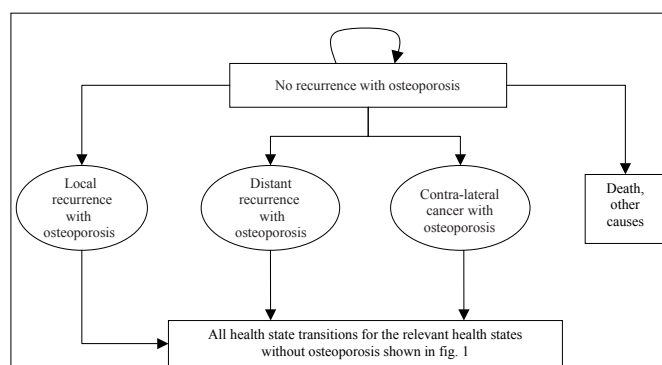 No recurrence with osteoporosis
Local
recurrence
with
osteoporosis
Distant
recurrence
with
osteoporosis
Contra-lateral
cancer with
osteoporosis
Death,
other
causes
All health state transitions for the relevant health states
without osteoporosis shown in fig. 1